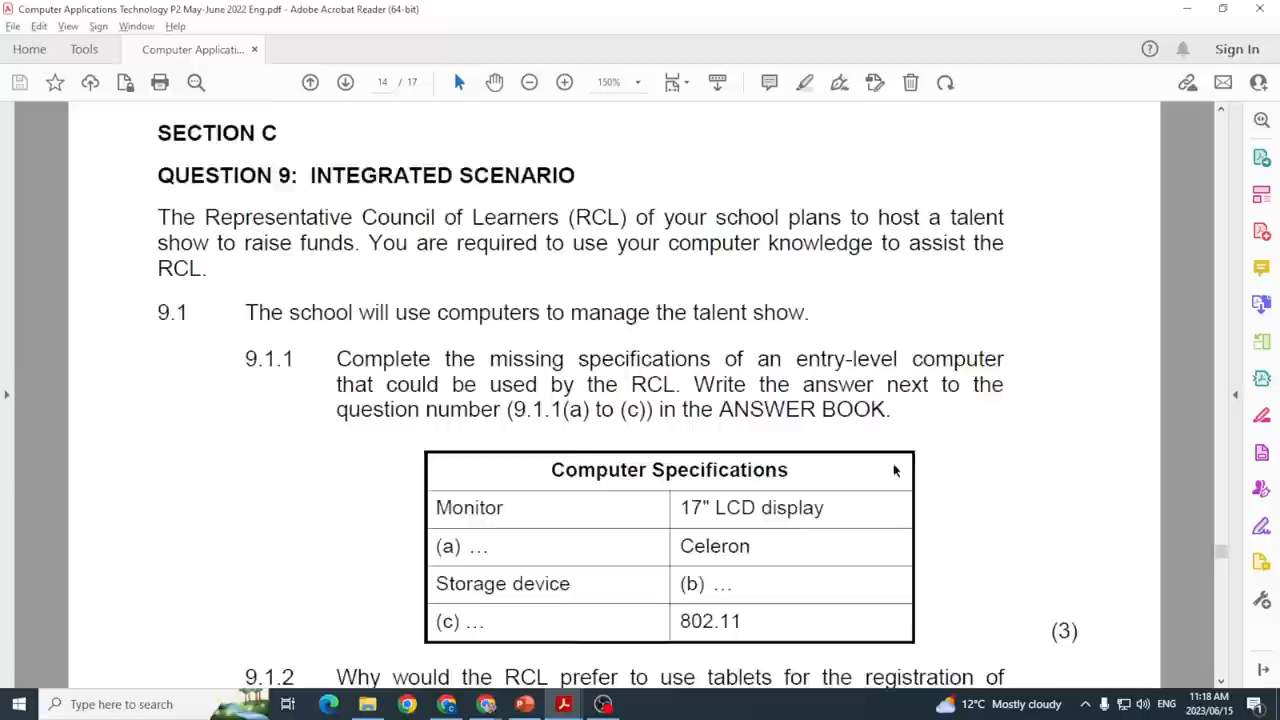 Computer Applications Technology P2 May-June 2022 Eng.pdf - Adobe Acrobat Reader (64-bit)
File Edit View Sign Window Help
Home Tools Computer Applicati... × Sign In
14 / 17 150%
SECTION C
QUESTION 9: INTEGRATED SCENARIO
The Representative Council of Learners (RCL) of your school plans to host a talent
show to raise funds. You are required to use your computer knowledge to assist the
RCL.
9.1 The school will use computers to manage the talent show.
9.1.1 Complete the missing specifications of an entry-level computer
that could be used by the RCL. Write the answer next to the
question number (9.1.1(a) to (c)) in the ANSWER BOOK.
Computer Specifications
Monitor 17" LCD display
(a) ... Celeron
Storage device (b) ...
(c) ... 802.11
(3)
9.1.2 Why would the RCL prefer to use tablets for the registration of
Type here to search 12°C Mostly cloudy ENG 11:18 AM
2023/06/15